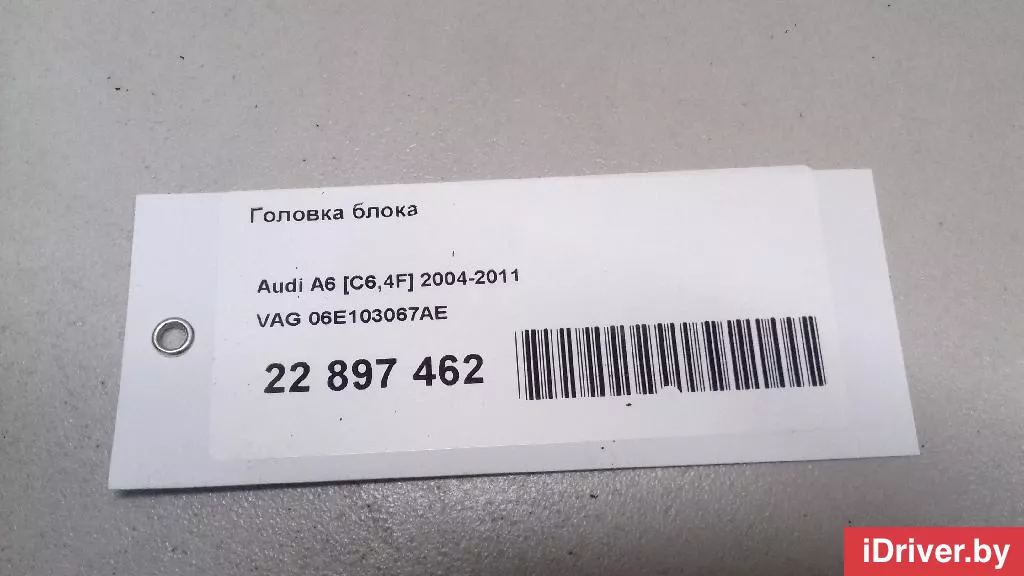 Головка блока
Audi A6 [C6,4F] 2004-2011
VAG 06E103067AE
22 897 462
iDriver.by